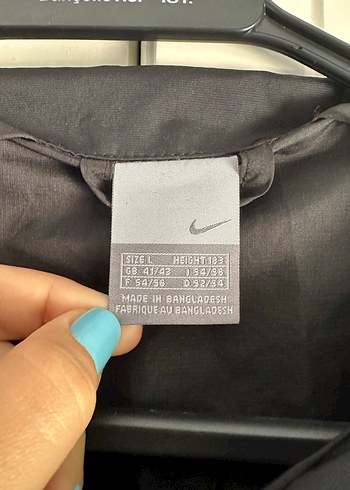 SIZE L HEIGHT 183
GB 41/43 I 54/56
F 54/56 D 52/54
MADE IN BANGLADESH
FABRIQUE AU BANGLADESH